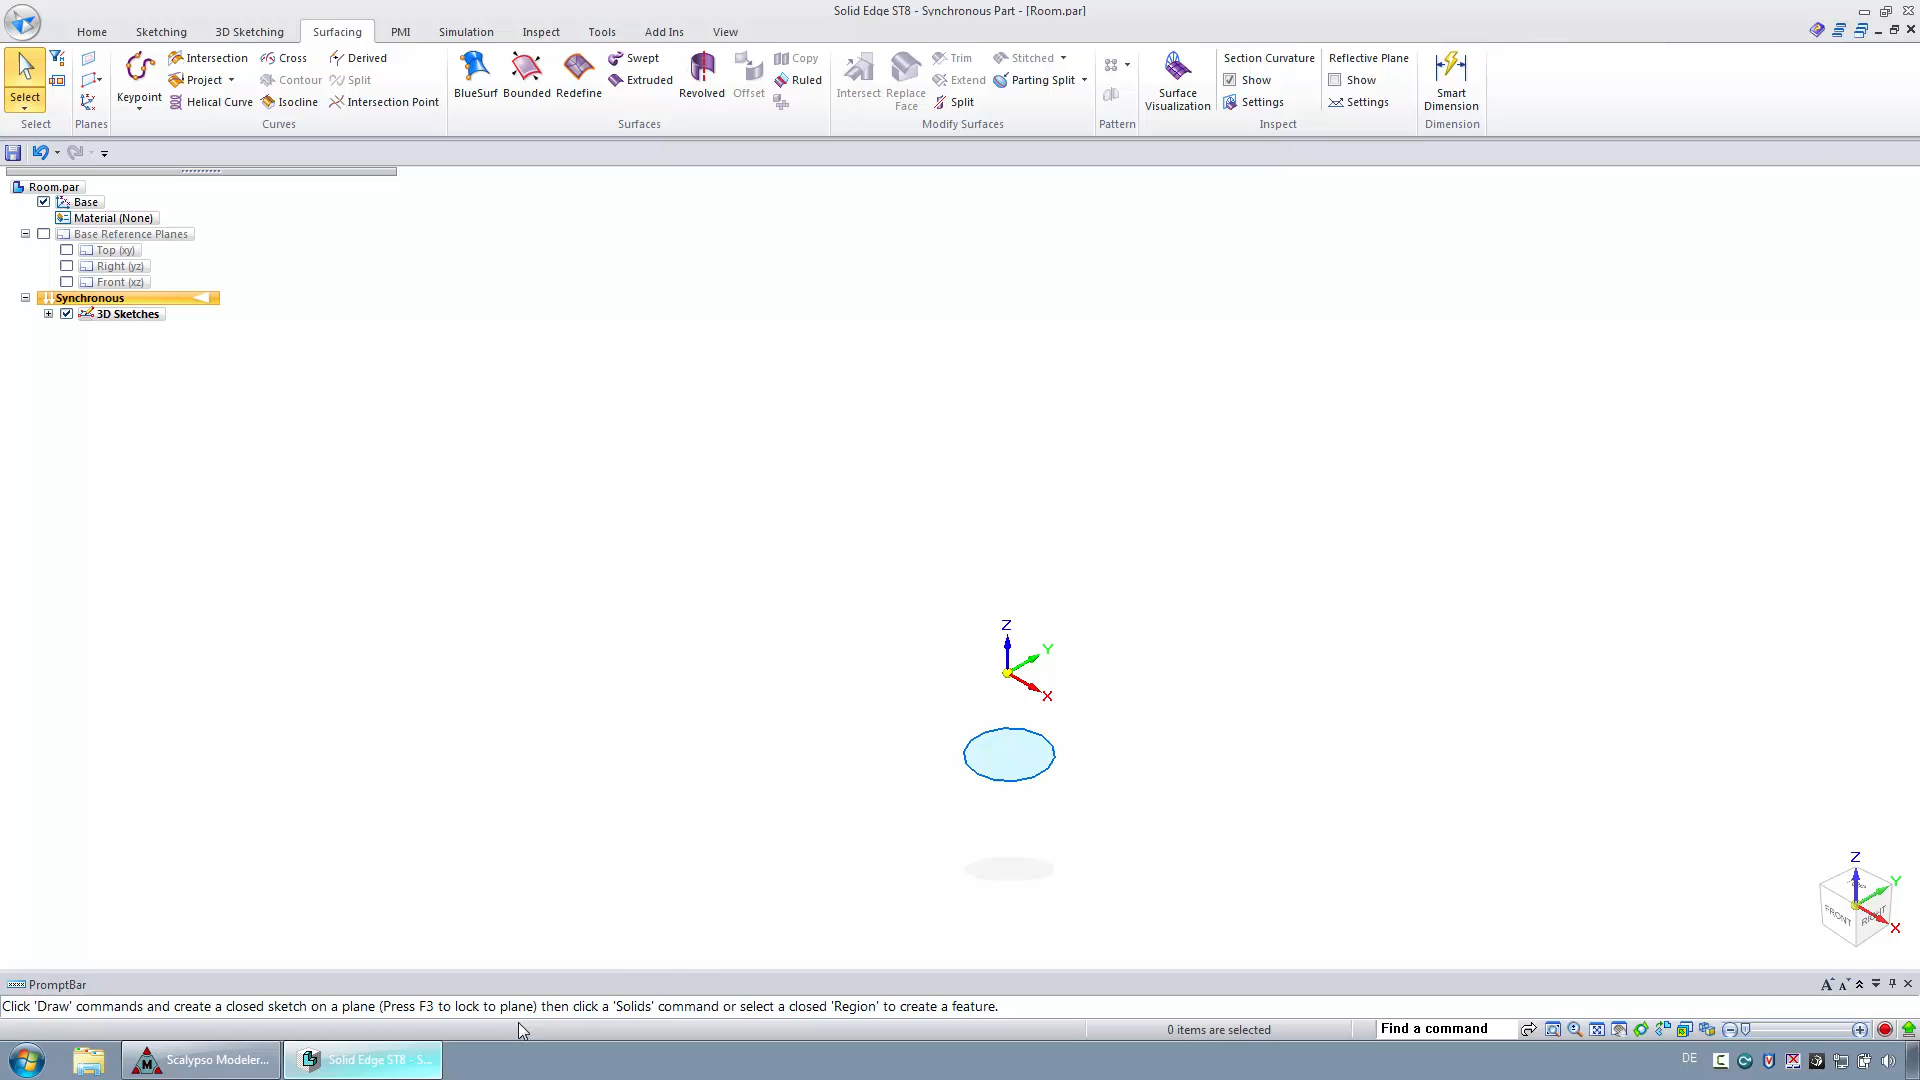 Solid Edge ST8 - Synchronous Part - [Room.par]
Home Sketching 3D Sketching Surfacing PMI Simulation Inspect Tools Add Ins View
Select
Select
Planes
Keypoint
Intersection
Project
Helical Curve
Cross
Contour
Isocline
Derived
Split
Intersection Point
Curves
BlueSurf
Bounded
Redefine
Swept
Extruded
Revolved
Offset
Copy
Ruled
Surfaces
Intersect
Replace
Face
Trim
Extend
Split
Stitched
Parting Split
Modify Surfaces
Pattern
Surface
Visualization
Section Curvature
Show
Settings
Reflective Plane
Show
Settings
Inspect
Smart
Dimension
Dimension
Room.par
Base
Material (None)
Base Reference Planes
Top (xy)
Right (yz)
Front (xz)
Synchronous
3D Sketches
Z
Y
X
Z
Y
FRONT
RIGHT
X
PromptBar
Click 'Draw' commands and create a closed sketch on a plane (Press F3 to lock to plane) then click a 'Solids' command or select a closed 'Region' to create a feature.
0 items are selected
Find a command
Scalypso Modeler...
Solid Edge ST8 - S...
DE